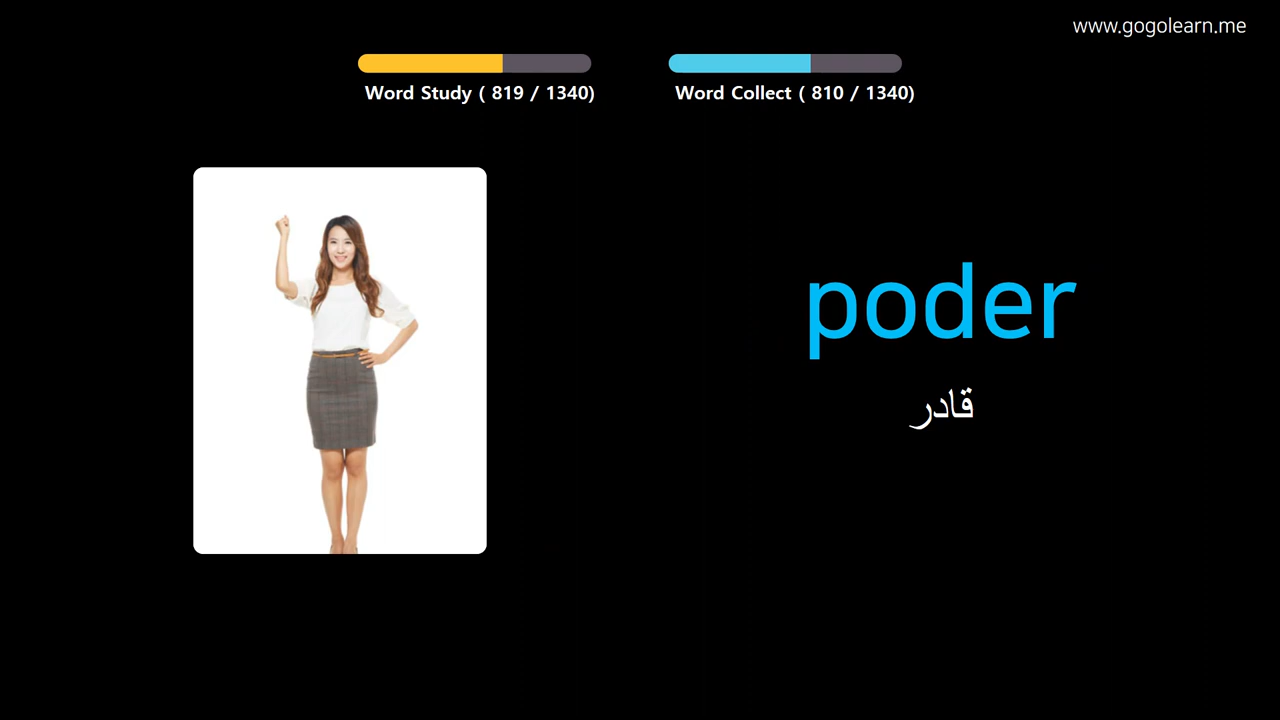 www.gogolearn.me
Word Study ( 819 / 1340)
Word Collect ( 810 / 1340)
poder
قادر